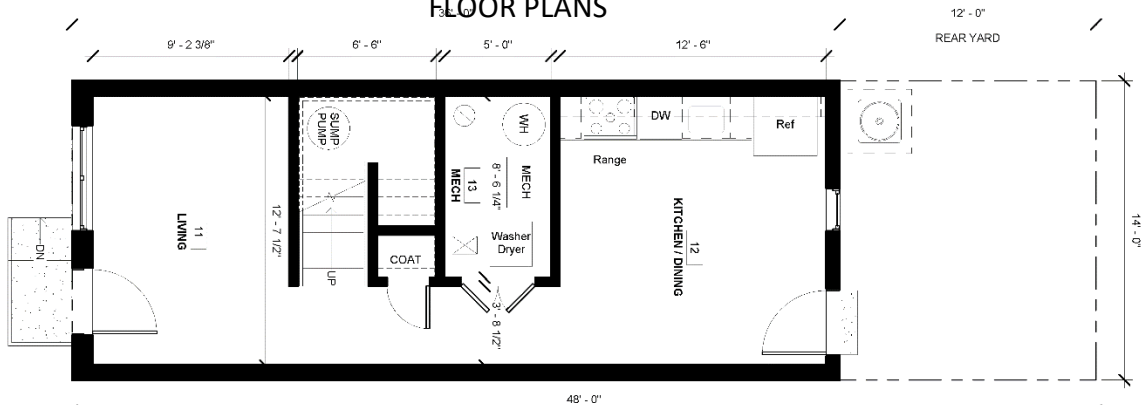 FLOOR PLANS
36' - 0"
12' - 0"
REAR YARD
9' - 2 3/8"
6' - 6"
5' - 0"
12' - 6"
SUMP
PUMP
WH
DW
Ref
Range
MECH
13
8' - 6 1/4"
MECH
LIVING
11
12' - 7 1/2"
KITCHEN / DINING
12
14' - 0"
DN
Washer
Dryer
COAT
UP
3' - 8 1/2"
48' - 0"